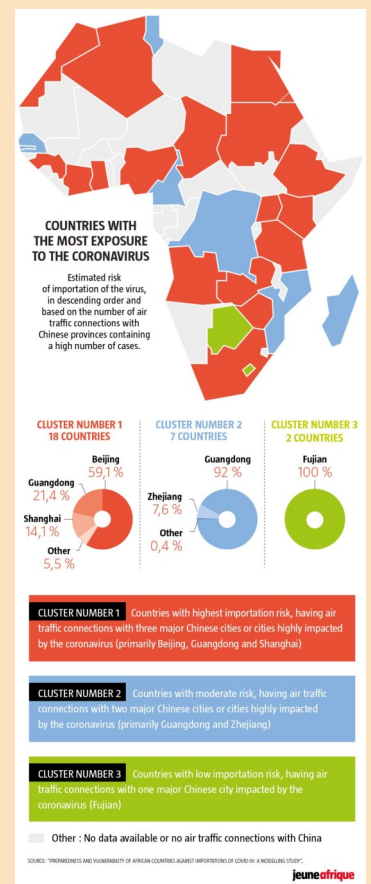 COUNTRIES WITH
THE MOST EXPOSURE
TO THE CORONAVIRUS
Estimated risk
of importation of the virus,
in descending order and
based on the number of air
traffic connections with
Chinese provinces containing
a high number of cases.
CLUSTER NUMBER 1
18 COUNTRIES
Beijing
59,1 %
Guangdong
21,4 %
Shanghai
14,1 %
Other
5,5 %
CLUSTER NUMBER 2
7 COUNTRIES
Guangdong
92 %
Zhejiang
7,6 %
Other
0,4 %
CLUSTER NUMBER 3
2 COUNTRIES
Fujian
100 %
CLUSTER NUMBER 1 Countries with highest importation risk, having air
traffic connections with three major Chinese cities or cities highly impacted
by the coronavirus (primarily Beijing, Guangdong and Shanghai)
CLUSTER NUMBER 2 Countries with moderate risk, having air traffic
connections with two major Chinese cities or cities highly impacted
by the coronavirus (primarily Guangdong and Zhejiang)
CLUSTER NUMBER 3 Countries with low importation risk, having air
traffic connections with one major Chinese city impacted by the
coronavirus (Fujian)
Other : No data available or no air traffic connections with China
SOURCE: "PREPAREDNESS AND VULNERABILITY OF AFRICAN COUNTRIES AGAINST IMPORTATIONS OF COVID-19: A MODELLING STUDY",
jeuneafrique